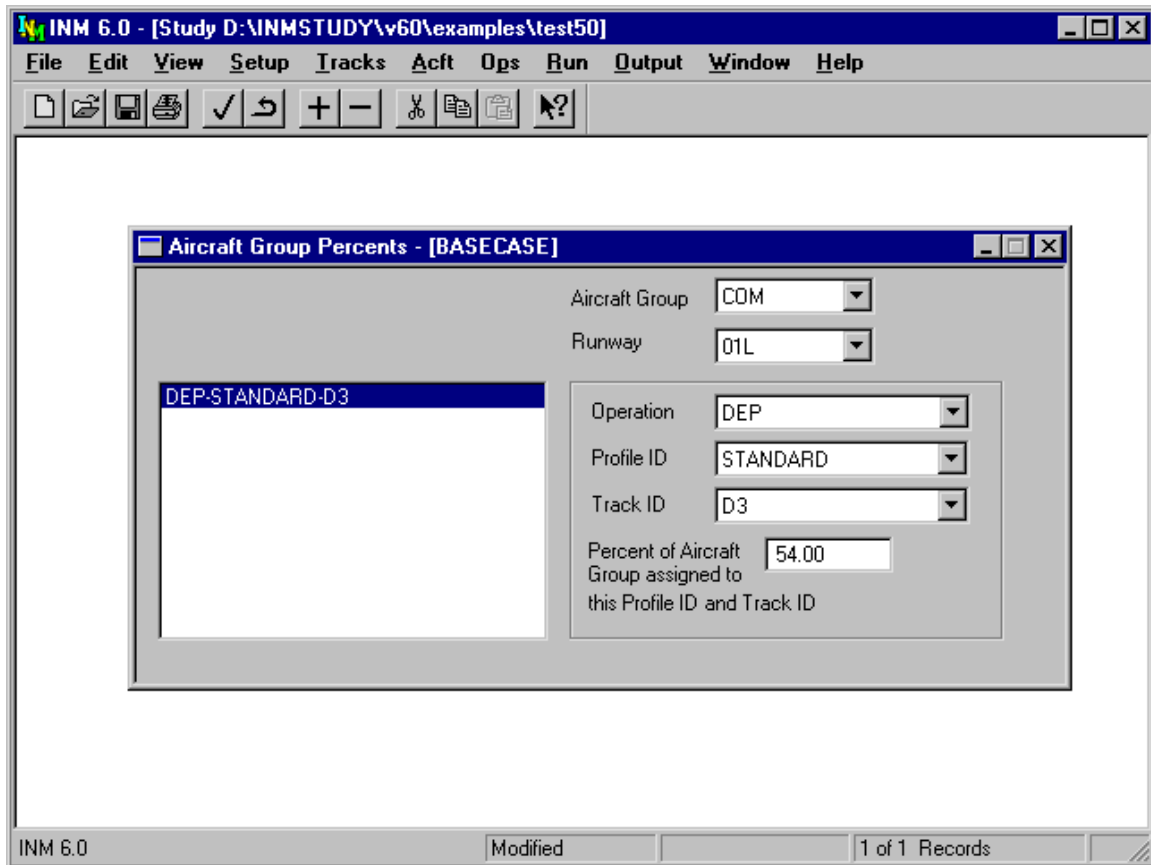 INM 6.0 - [Study D:\INMSTUDY\v60\examples\test50]
File Edit View Setup Tracks Acft Ops Run Output Window Help
Aircraft Group Percents - [BASECASE]
Aircraft Group COM
Runway 01L
DEP-STANDARD-D3
Operation DEP
Profile ID STANDARD
Track ID D3
Percent of Aircraft 54.00
Group assigned to
this Profile ID and Track ID
INM 6.0 Modified 1 of 1 Records